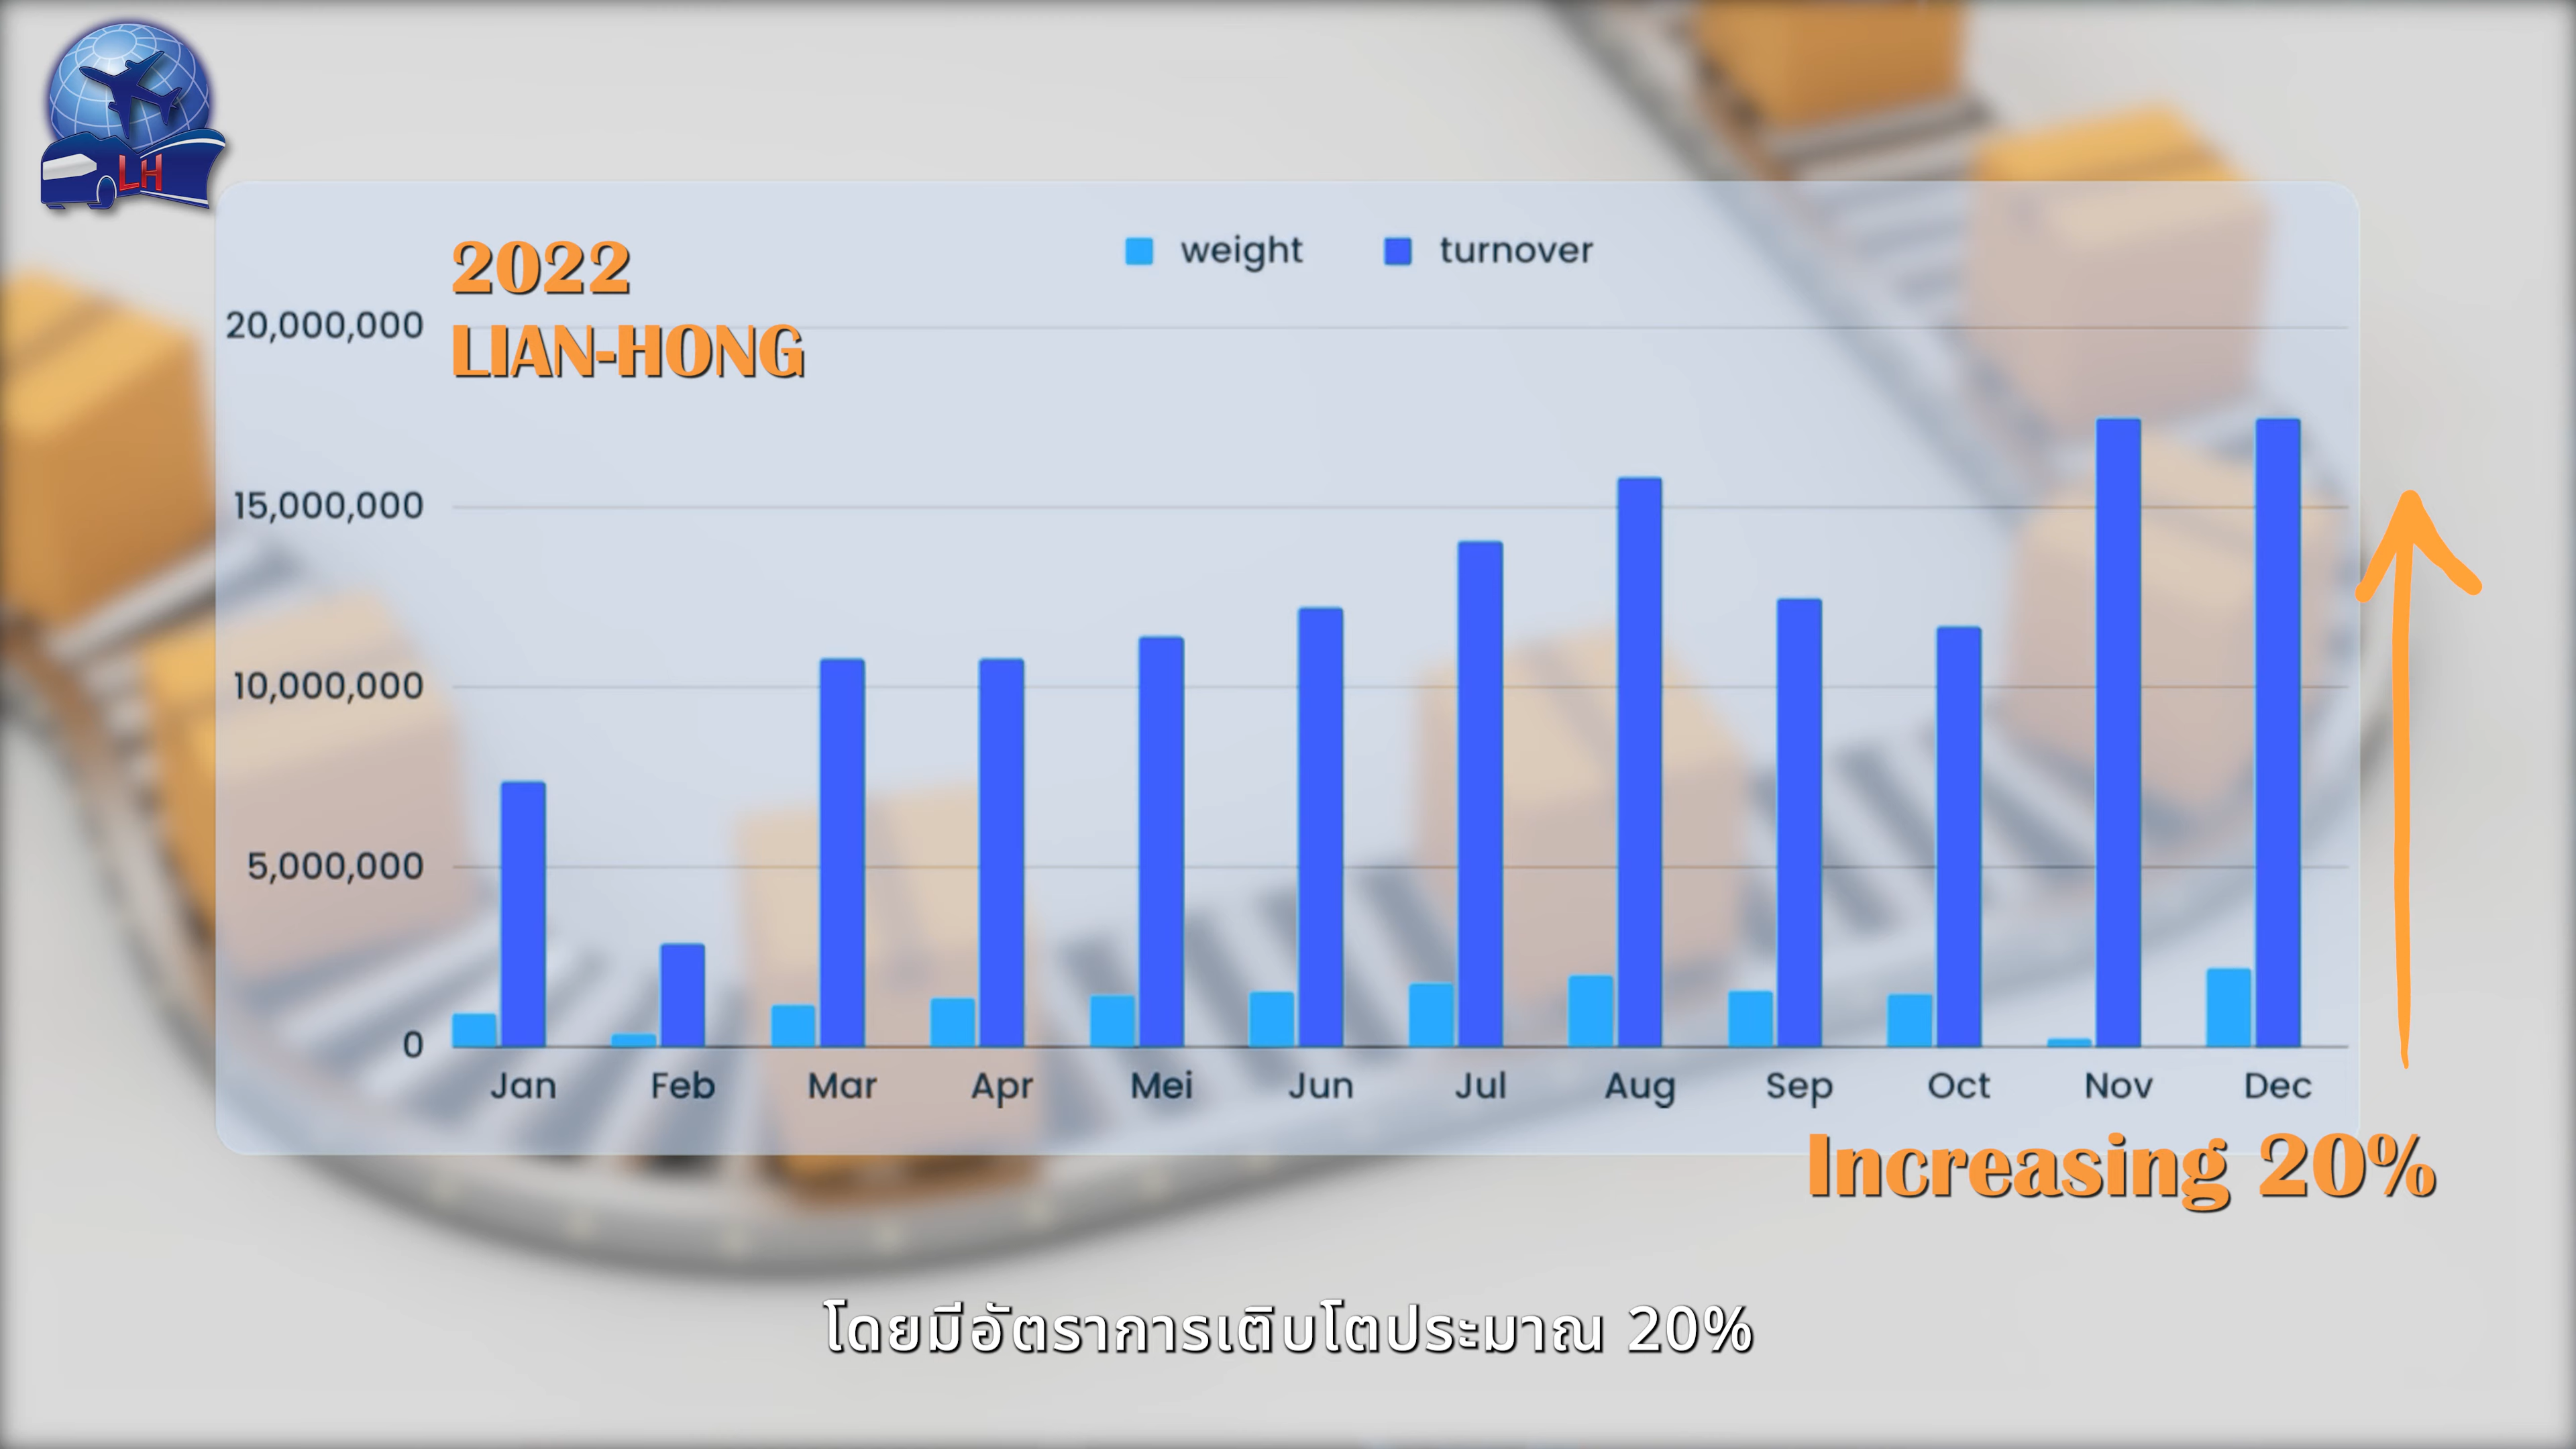 LH
2022
LIAN-HONG
weight turnover
20,000,000
15,000,000
10,000,000
5,000,000
0
Jan Feb Mar Apr Mei Jun Jul Aug Sep Oct Nov Dec
Increasing 20%
โดยมีอัตราการเติบโตประมาณ 20%